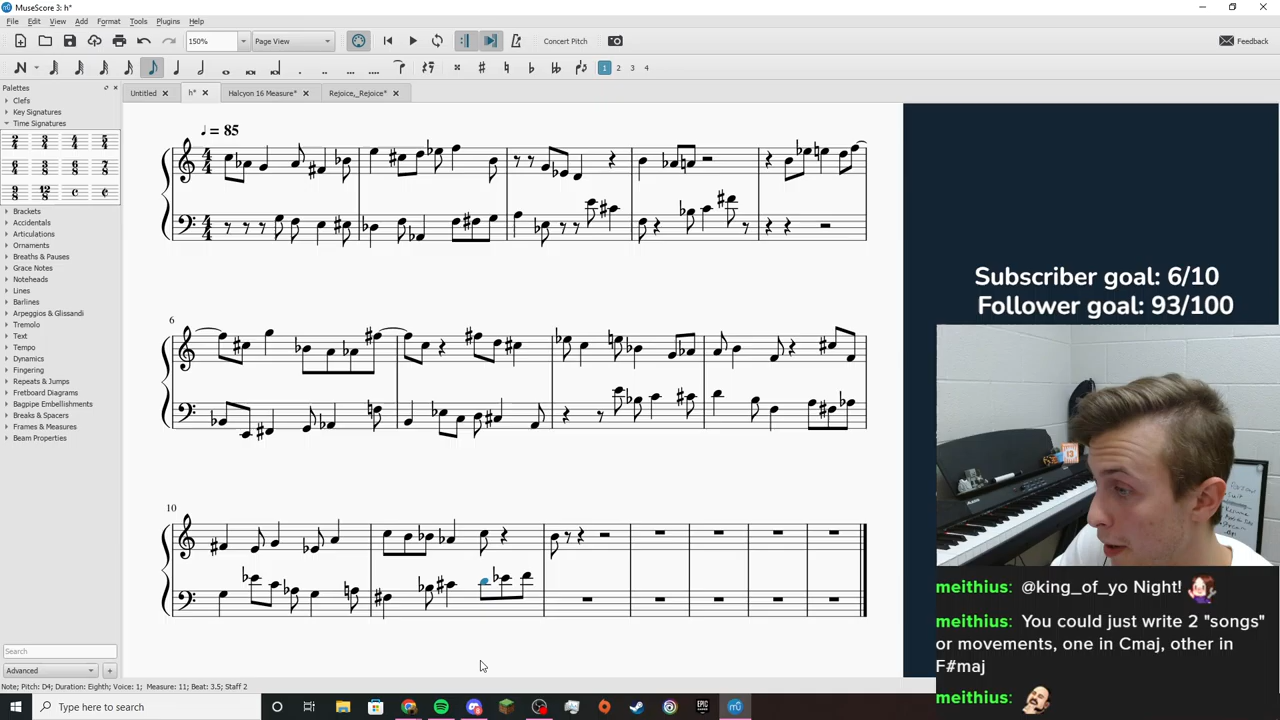 MuseScore 3: h*
File Edit View Add Format Tools Plugins Help
150% Page View Concert Pitch Feedback
1 2 3 4
Palettes
Untitled h* Halcyon 16 Measure* Rejoice,_Rejoice*
Clefs
Key Signatures
Time Signatures
Brackets
Accidentals
Articulations
Ornaments
Breaths & Pauses
Grace Notes
Noteheads
Lines
Barlines
Arpeggios & Glissandi
Tremolo
Text
Tempo
Dynamics
Fingering
Repeats & Jumps
Fretboard Diagrams
Bagpipe Embellishments
Breaks & Spacers
Frames & Measures
Beam Properties
Search
Advanced
= 85
6
10
Subscriber goal: 6/10
Follower goal: 93/100
meithius: @king_of_yo Night!
meithius: You could just write 2 "songs"
or movements, one in Cmaj, other in
F#maj
meithius:
Note; Pitch: D4; Duration: Eighth; Voice: 1; Measure: 11; Beat: 3.5; Staff 2
Type here to search